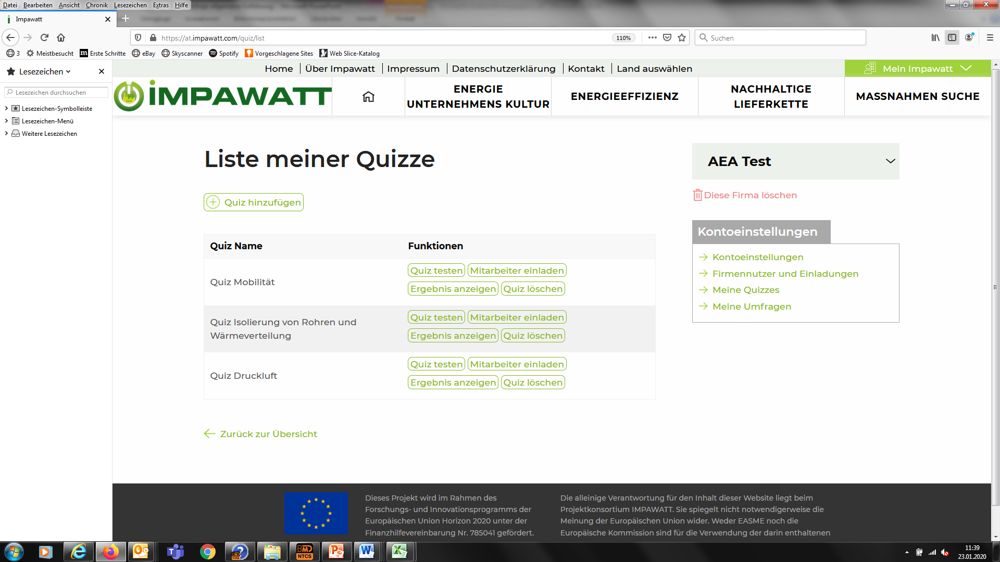 Datei Bearbeiten Ansicht Chronik Lesezeichen Extras Hilfe
Impawatt
https://at.impawatt.com/quiz/list
110%
Suchen
3 Meistbesucht Erste Schritte eBay Skyscanner Spotify Vorgeschlagene Sites Web Slice-Katalog
Lesezeichen
Lesezeichen durchsuchen
Lesezeichen-Symbolleiste
Lesezeichen-Menü
Weitere Lesezeichen
Home Über Impawatt Impressum Datenschutzerklärung Kontakt Land auswählen
Mein Impawatt
IMPAWATT
ENERGIE
UNTERNEHMENS KULTUR
ENERGIEEFFIZIENZ
NACHHALTIGE
LIEFERKETTE
MASSNAHMEN SUCHE
Liste meiner Quizze
Quiz hinzufügen
Quiz Name Funktionen
Quiz Mobilität
Quiz testen Mitarbeiter einladen
Ergebnis anzeigen Quiz löschen
Quiz Isolierung von Rohren und
Wärmeverteilung
Quiz testen Mitarbeiter einladen
Ergebnis anzeigen Quiz löschen
Quiz Druckluft
Quiz testen Mitarbeiter einladen
Ergebnis anzeigen Quiz löschen
Zurück zur Übersicht
AEA Test
Diese Firma löschen
Kontoeinstellungen
Kontoeinstellungen
Firmennutzer und Einladungen
Meine Quizzes
Meine Umfragen
Dieses Projekt wird im Rahmen des
Forschungs- und Innovationsprogramms der
Europäischen Union Horizon 2020 unter der
Finanzhilfevereinbarung Nr. 785041 gefördert.
Die alleinige Verantwortung für den Inhalt dieser Website liegt beim
Projektkonsortium IMPAWATT. Sie spiegelt nicht notwendigerweise die
Meinung der Europäischen Union wider. Weder EASME noch die
Europäische Kommission sind für die Verwendung der darin enthaltenen
BMD
NTCS
11:39
23.01.2020